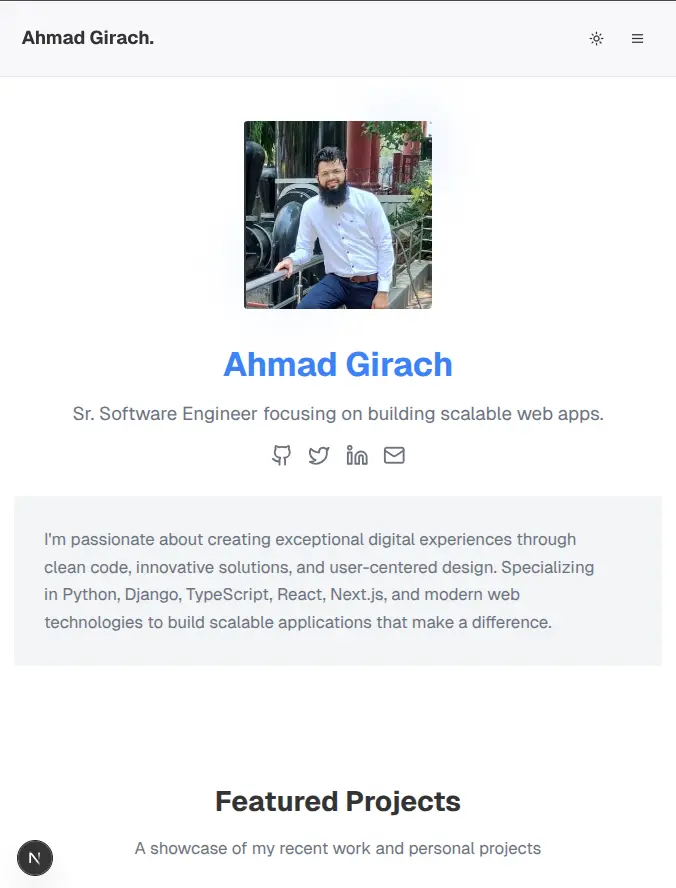 Ahmad Girach.
Ahmad Girach
Sr. Software Engineer focusing on building scalable web apps.
I'm passionate about creating exceptional digital experiences through
clean code, innovative solutions, and user-centered design. Specializing
in Python, Django, TypeScript, React, Next.js, and modern web
technologies to build scalable applications that make a difference.
Featured Projects
A showcase of my recent work and personal projects
N